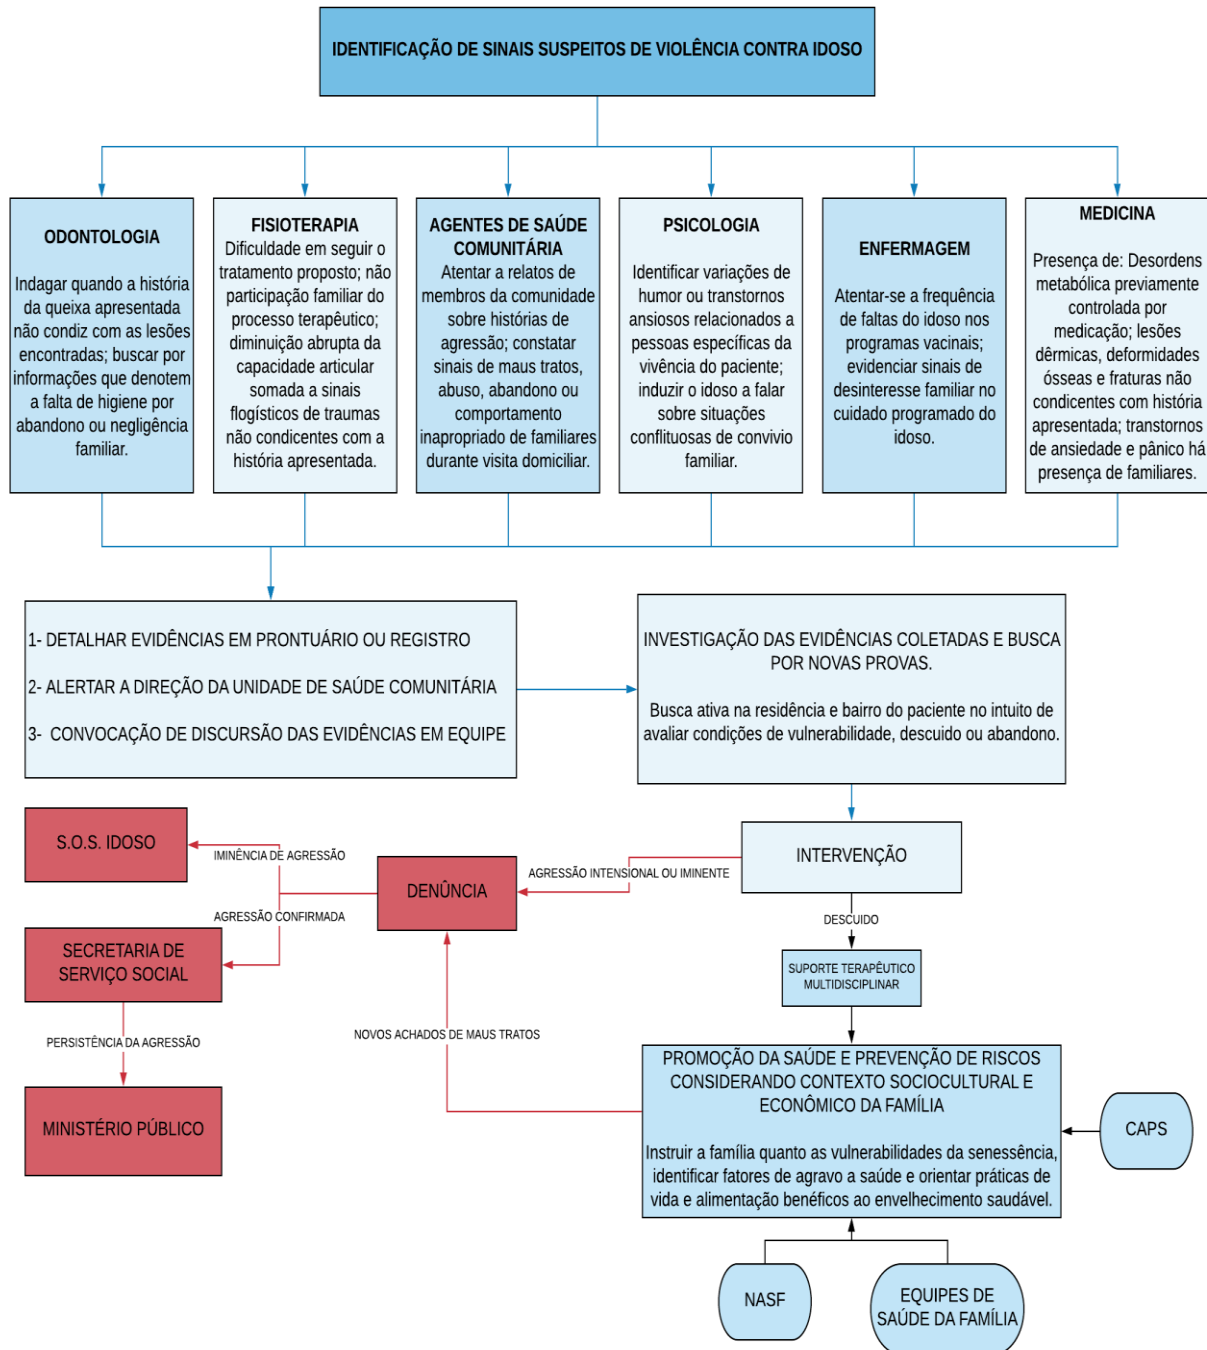 IDENTIFICAÇÃO DE SINAIS SUSPEITOS DE VIOLÊNCIA CONTRA IDOSO
ODONTOLOGIA
Indagar quando a história
da queixa apresentada
não condiz com as lesões
encontradas; buscar por
informações que denotem
a falta de higiene por
abandono ou negligência
familiar.
FISIOTERAPIA
Dificuldade em seguir o
tratamento proposto; não
participação familiar do
processo terapêutico;
diminuição abrupta da
capacidade articular
somada a sinais
flogísticos de traumas
não condicentes com a
história apresentada.
AGENTES DE SAÚDE
COMUNITÁRIA
Atentar a relatos de
membros da comunidade
sobre histórias de
agressão; constatar
sinais de maus tratos,
abuso, abandono ou
comportamento
inapropriado de familiares
durante visita domiciliar.
PSICOLOGIA
Identificar variações de
humor ou transtornos
ansiosos relacionados a
pessoas específicas da
vivência do paciente;
induzir o idoso a falar
sobre situações
conflituosas de convivio
familiar.
ENFERMAGEM
Atentar-se a frequência
de faltas do idoso nos
programas vacinais;
evidenciar sinais de
desinteresse familiar no
cuidado programado do
idoso.
MEDICINA
Presença de: Desordens
metabólica previamente
controlada por
medicação; lesões
dêrmicas, deformidades
ósseas e fraturas não
condicentes com história
apresentada; transtornos
de ansiedade e pânico há
presença de familiares.
1- DETALHAR EVIDÊNCIAS EM PRONTUÁRIO OU REGISTRO
2- ALERTAR A DIREÇÃO DA UNIDADE DE SAÚDE COMUNITÁRIA
3- CONVOCAÇÃO DE DISCURSÃO DAS EVIDÊNCIAS EM EQUIPE
INVESTIGAÇÃO DAS EVIDÊNCIAS COLETADAS E BUSCA
POR NOVAS PROVAS.
Busca ativa na residência e bairro do paciente no intuito de
avaliar condições de vulnerabilidade, descuido ou abandono.
INTERVENÇÃO
AGRESSÃO INTENSIONAL OU IMINENTE
DENÚNCIA
IMINÊNCIA DE AGRESSÃO
S.O.S. IDOSO
AGRESSÃO CONFIRMADA
SECRETARIA DE
SERVIÇO SOCIAL
PERSISTÊNCIA DA AGRESSÃO
MINISTÉRIO PÚBLICO
DESCUIDO
SUPORTE TERAPÊUTICO
MULTIDISCIPLINAR
NOVOS ACHADOS DE MAUS TRATOS
PROMOÇÃO DA SAÚDE E PREVENÇÃO DE RISCOS
CONSIDERANDO CONTEXTO SOCIOCULTURAL E
ECONÔMICO DA FAMÍLIA
Instruir a família quanto as vulnerabilidades da senessência,
identificar fatores de agravo a saúde e orientar práticas de
vida e alimentação benéficos ao envelhecimento saudável.
CAPS
NASF
EQUIPES DE
SAÚDE DA FAMÍLIA